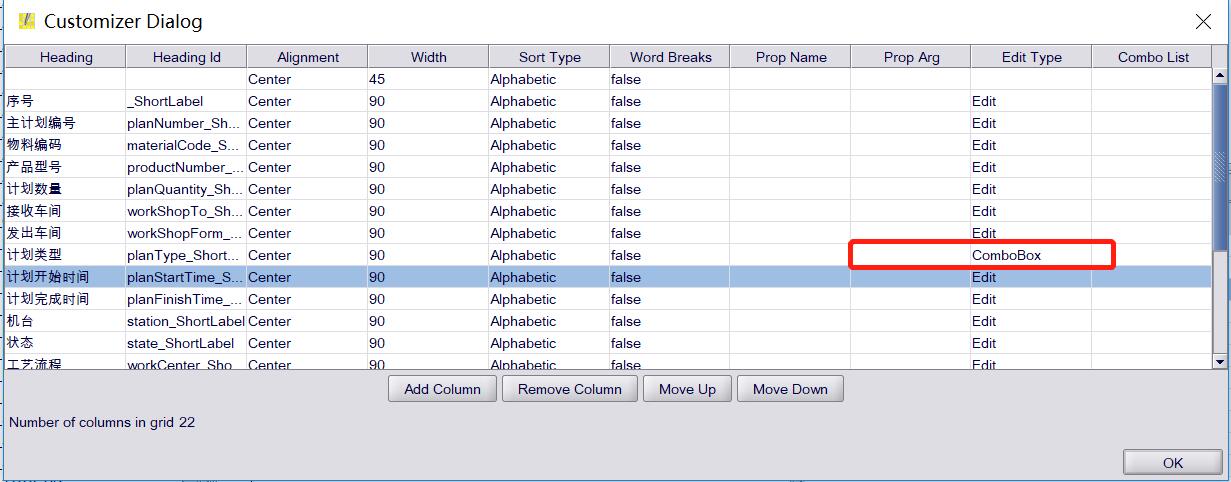 Customizer Dialog
Heading Heading Id Alignment Width Sort Type Word Breaks Prop Name Prop Arg Edit Type Combo List
Center 45 Alphabetic false
序号 _ShortLabel Center 90 Alphabetic false Edit
主计划编号 planNumber_Sh... Center 90 Alphabetic false Edit
物料编码 materialCode_S... Center 90 Alphabetic false Edit
产品型号 productNumber_... Center 90 Alphabetic false Edit
计划数量 planQuantity_Sh... Center 90 Alphabetic false Edit
接收车间 workShopTo_Sh... Center 90 Alphabetic false Edit
发出车间 workShopForm_... Center 90 Alphabetic false Edit
计划类型 planType_Short... Center 90 Alphabetic false ComboBox
计划开始时间 planStartTime_S... Center 90 Alphabetic false Edit
计划完成时间 planFinishTime_... Center 90 Alphabetic false Edit
机台 station_ShortLabel Center 90 Alphabetic false Edit
状态 state_ShortLabel Center 90 Alphabetic false Edit
工艺流程 workCenter_Sho Center 90 Alphabetic false Edit
Add Column Remove Column Move Up Move Down
Number of columns in grid 22
OK